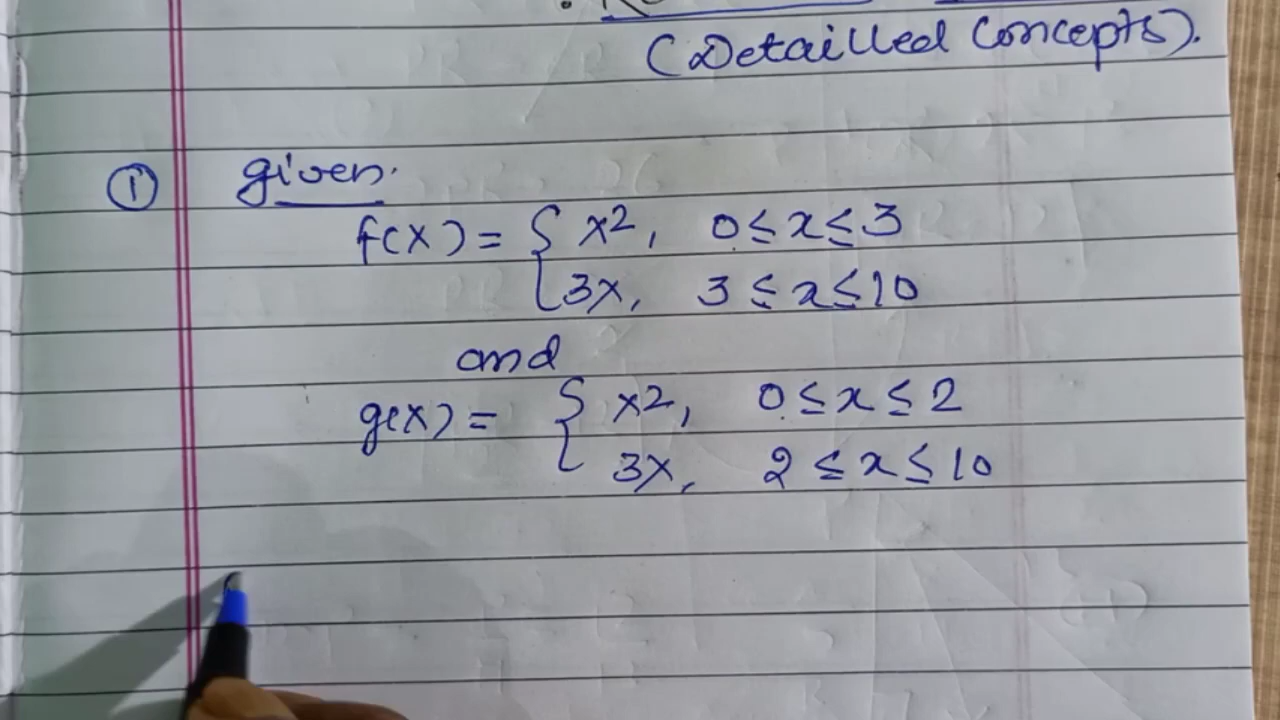 (Detailled Concepts).
① given.
f(x) = { x2, 0 ≤ x ≤ 3
3x, 3 ≤ x ≤ 10
and
g(x) = { x2, 0 ≤ x ≤ 2
3x, 2 ≤ x ≤ 10